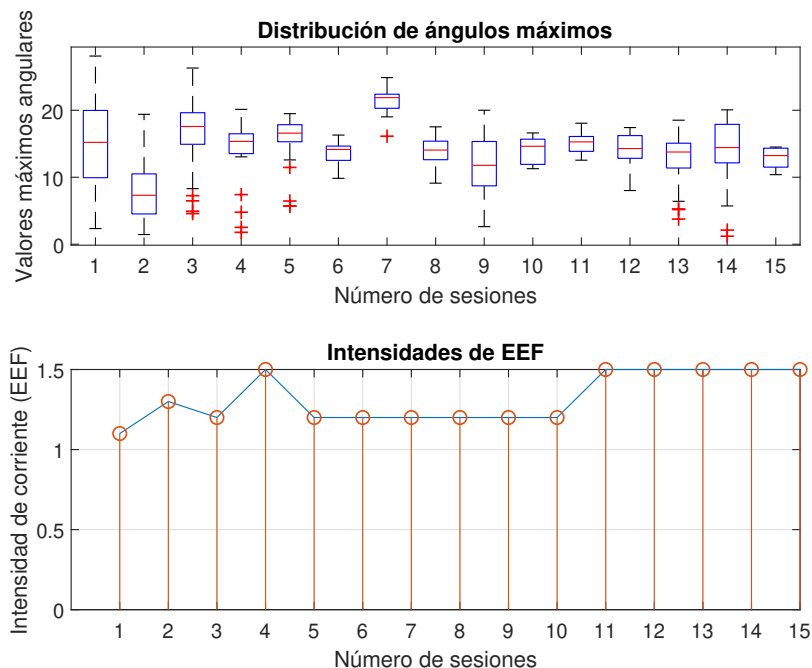 Distribución de ángulos máximos
Valores máximos angulares
20
10
0
1 2 3 4 5 6 7 8 9 10 11 12 13 14 15
Número de sesiones
Intensidades de EEF
Intensidad de corriente (EEF)
1.5
1
0.5
0
1 2 3 4 5 6 7 8 9 10 11 12 13 14 15
Número de sesiones